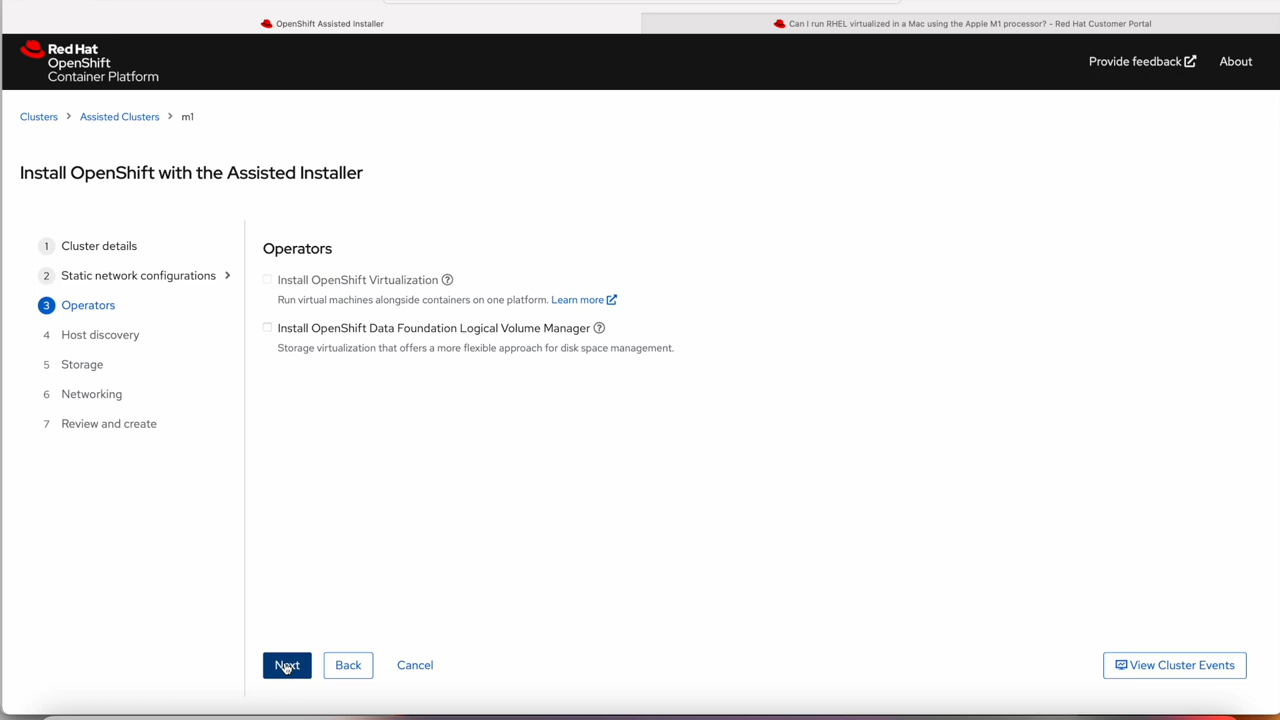 OpenShift Assisted Installer
Can I run RHEL virtualized in a Mac using the Apple M1 processor? - Red Hat Customer Portal
Red Hat
OpenShift
Container Platform
Provide feedback
About
Clusters > Assisted Clusters > m1
Install OpenShift with the Assisted Installer
1 Cluster details
2 Static network configurations
3 Operators
4 Host discovery
5 Storage
6 Networking
7 Review and create
Operators
Install OpenShift Virtualization
Run virtual machines alongside containers on one platform. Learn more
Install OpenShift Data Foundation Logical Volume Manager
Storage virtualization that offers a more flexible approach for disk space management.
Next
Back
Cancel
View Cluster Events